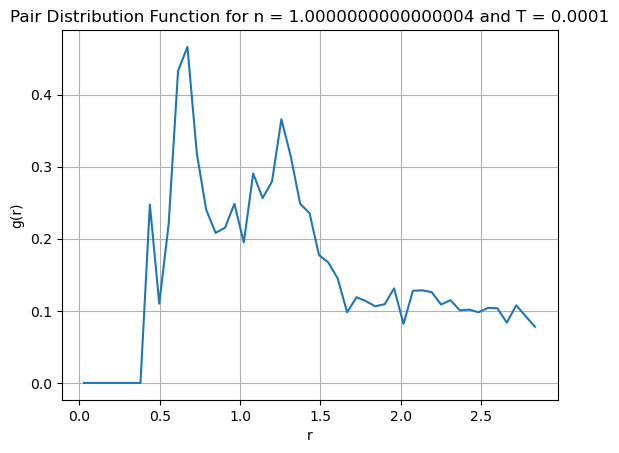 Pair Distribution Function for n = 1.0000000000000004 and T = 0.0001
g(r)
0.4
0.3
0.2
0.1
0.0
0.0 0.5 1.0 1.5 2.0 2.5
r